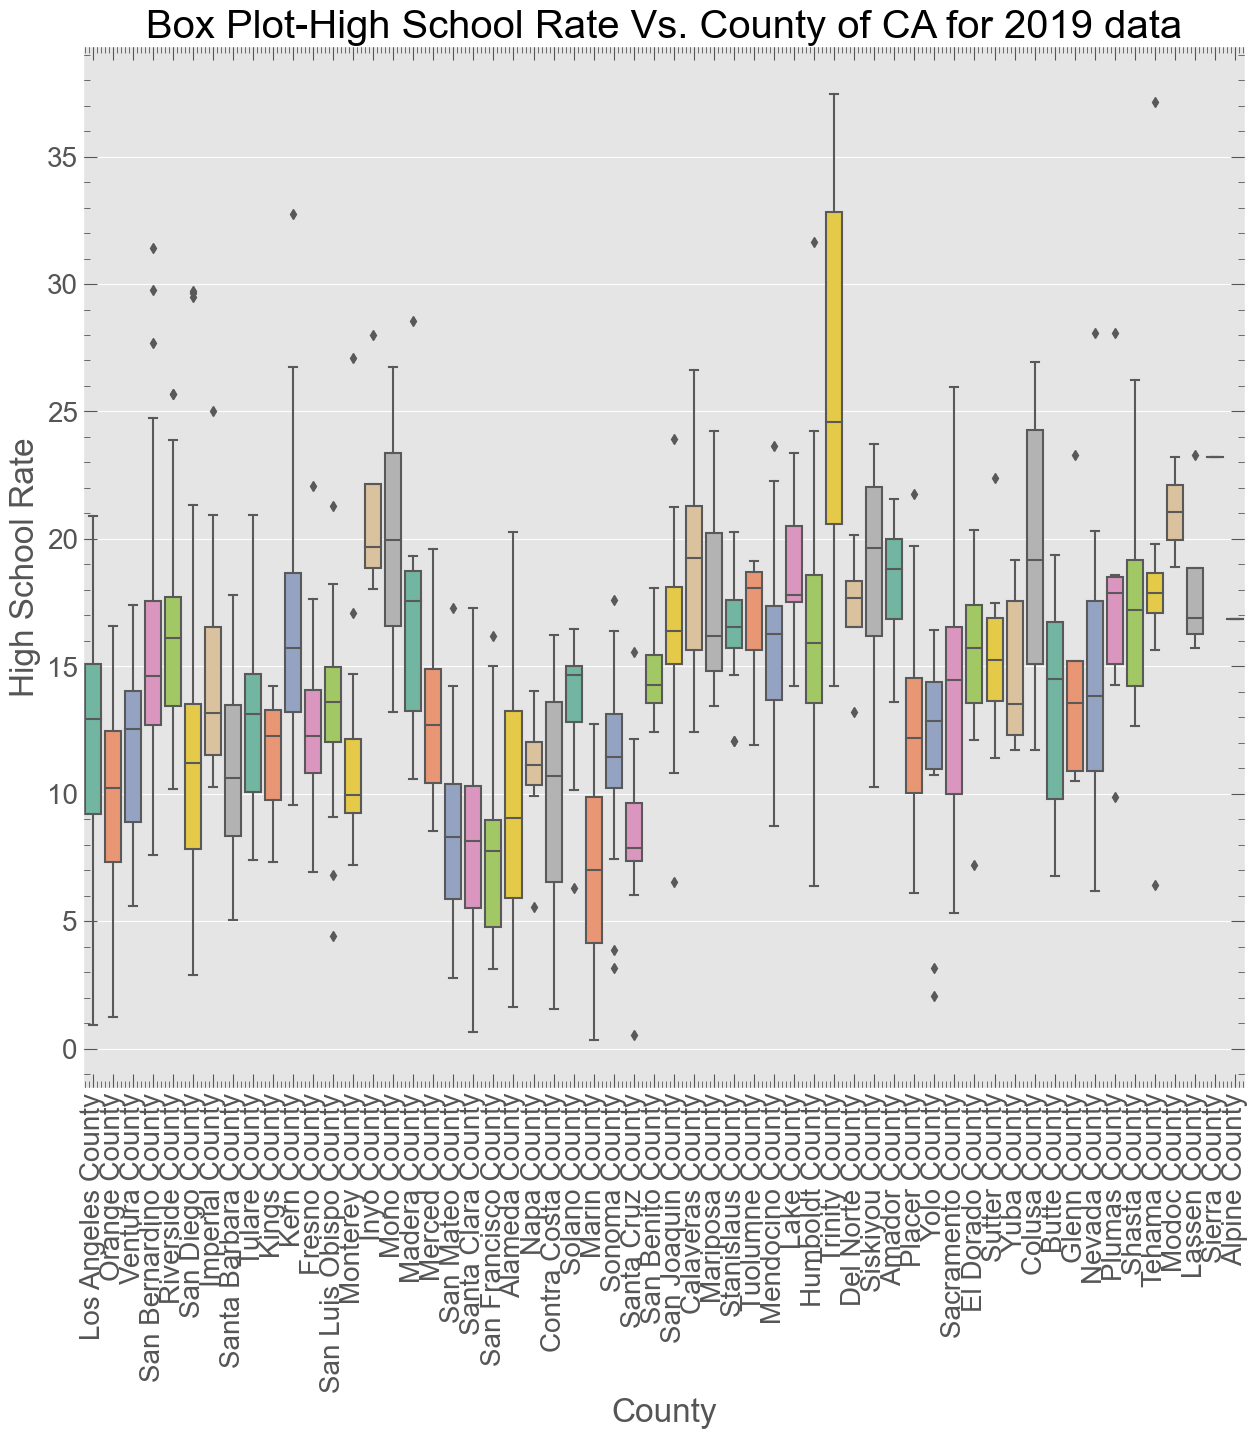 Box Plot-High School Rate Vs. County of CA for 2019 data
High School Rate
35
30
25
20
15
10
5
0
Los Angeles County
Orange County
Ventura County
San Bernardino County
Riverside County
San Diego County
Imperial County
Santa Barbara County
Tulare County
Kings County
Kern County
Fresno County
San Luis Obispo County
Monterey County
Inyo County
Mono County
Madera County
Merced County
San Mateo County
Santa Clara County
San Francisco County
Alameda County
Napa County
Contra Costa County
Solano County
Marin County
Sonoma County
Santa Cruz County
San Benito County
San Joaquin County
Calaveras County
Mariposa County
Stanislaus County
Tuolumne County
Mendocino County
Lake County
Humboldt County
Trinity County
Del Norte County
Siskiyou County
Amador County
Placer County
Yolo County
Sacramento County
El Dorado County
Sutter County
Yuba County
Colusa County
Butte County
Glenn County
Nevada County
Plumas County
Shasta County
Tehama County
Modoc County
Lassen County
Sierra County
Alpine County
County